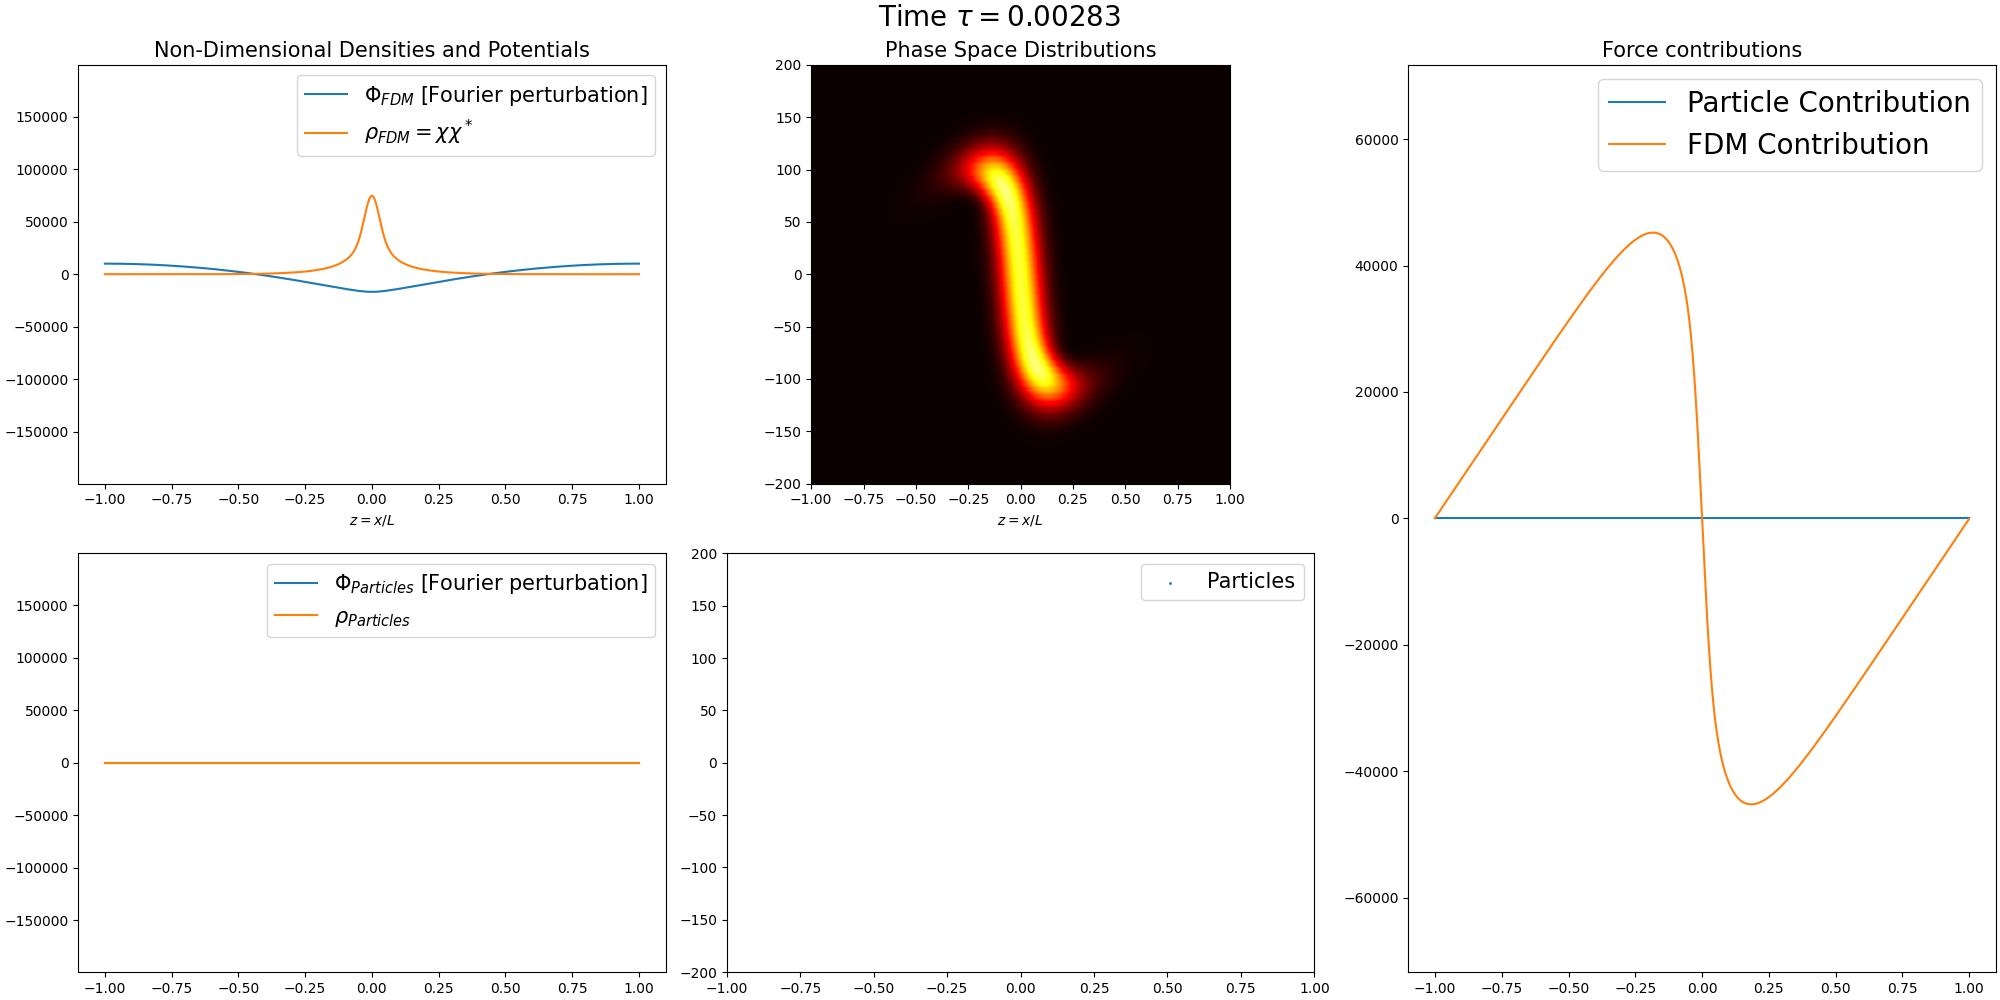 Time τ = 0.00283
Non-Dimensional Densities and Potentials
Φ_FDM [Fourier perturbation]
ρ_FDM = χχ*
150000
100000
50000
0
−50000
−100000
−150000
−1.00 −0.75 −0.50 −0.25 0.00 0.25 0.50 0.75 1.00
z = x/L
Phase Space Distributions
200
150
100
50
0
−50
−100
−150
−200
−1.00 −0.75 −0.50 −0.25 0.00 0.25 0.50 0.75 1.00
z = x/L
Force contributions
Particle Contribution
FDM Contribution
60000
40000
20000
0
−20000
−40000
−60000
−1.00 −0.75 −0.50 −0.25 0.00 0.25 0.50 0.75 1.00
Φ_Particles [Fourier perturbation]
ρ_Particles
150000
100000
50000
0
−50000
−100000
−150000
−1.00 −0.75 −0.50 −0.25 0.00 0.25 0.50 0.75 1.00
Particles
200
150
100
50
0
−50
−100
−150
−200
−1.00 −0.75 −0.50 −0.25 0.00 0.25 0.50 0.75 1.00